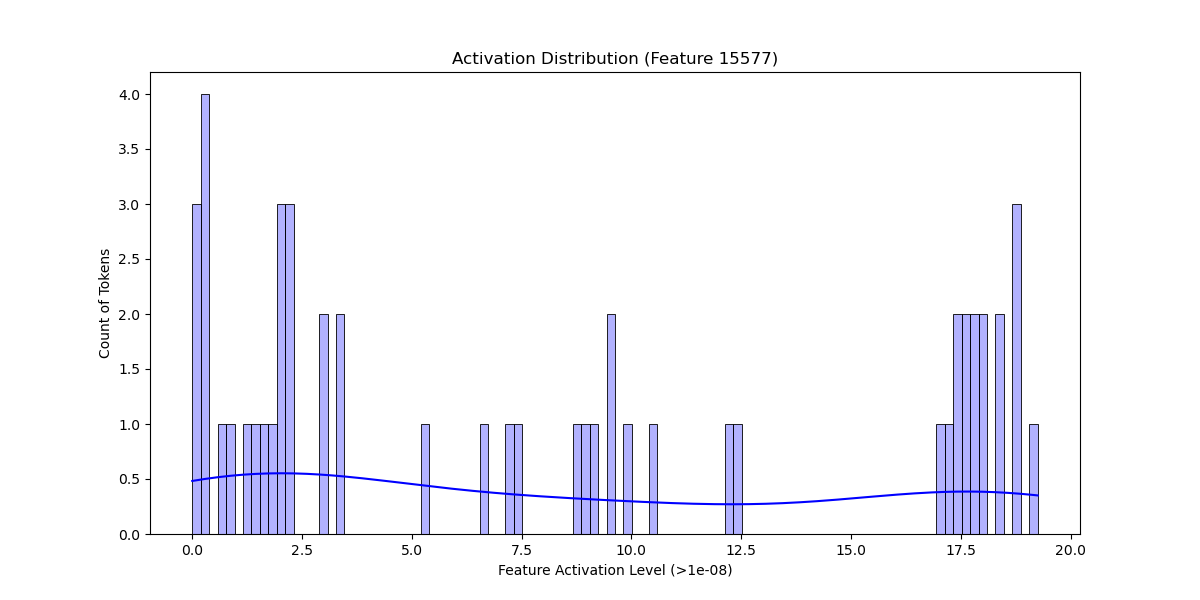 Activation Distribution (Feature 15577)
4.0
3.5
3.0
2.5
2.0
1.5
1.0
0.5
0.0
Count of Tokens
0.0 2.5 5.0 7.5 10.0 12.5 15.0 17.5 20.0
Feature Activation Level (>1e-08)